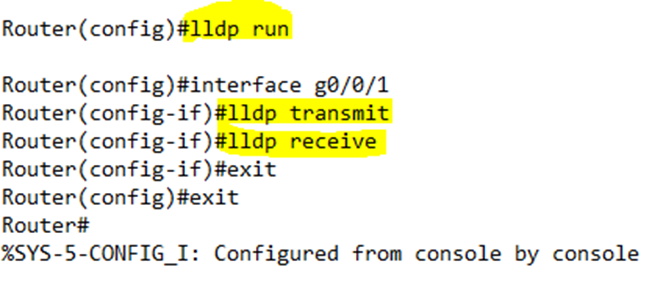 Router(config)#lldp run
Router(config)#interface g0/0/1
Router(config-if)#lldp transmit
Router(config-if)#lldp receive
Router(config-if)#exit
Router(config)#exit
Router#
%SYS-5-CONFIG_I: Configured from console by console